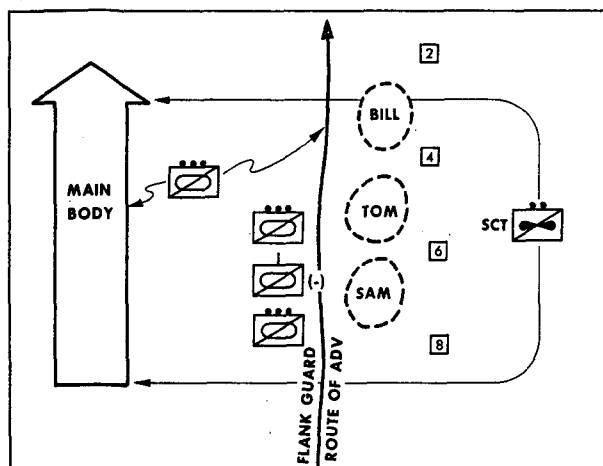 2
BILL
4
MAIN
BODY
TOM
SCT
6
(-)
SAM
8
FLANK GUARD
ROUTE OF ADV